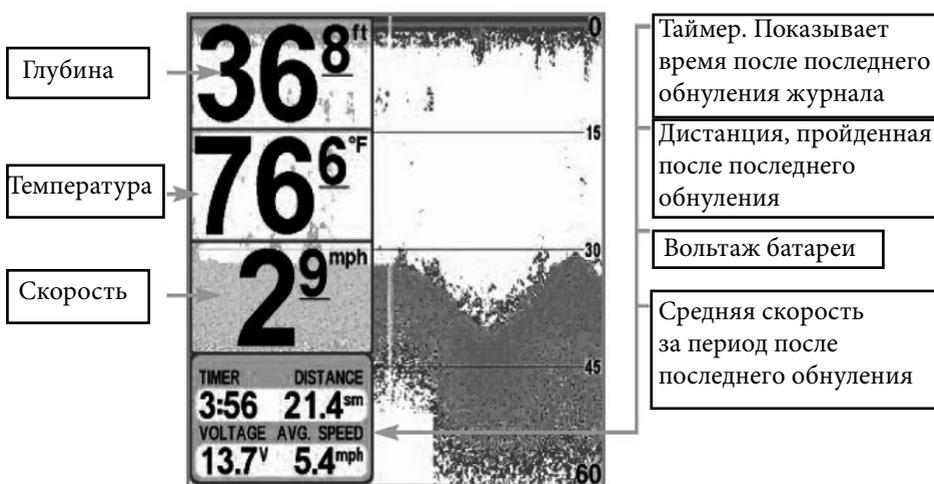 Глубина
Температура
Скорость
36 8 ft
76 6 °F
2 9 mph
TIMER DISTANCE
3:56 21.4 sm
VOLTAGE AVG. SPEED
13.7 V 5.4 mph
0
15
30
45
60
Таймер. Показывает
время после последнего
обнуления журнала
Дистанция, пройденная
после последнего
обнуления
Вольтаж батареи
Средняя скорость
за период после
последнего обнуления